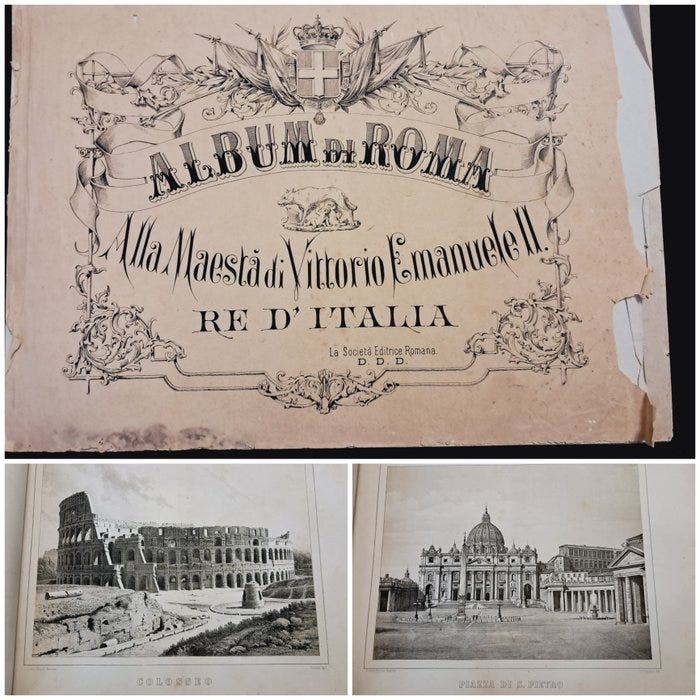 ALBUM DI ROMA
Alla Maestà di Vittorio Emanuele II.
RE D'ITALIA
La Società Editrice Romana.
D. D. D.
COLOSSEO
PIAZZA DI S. PIETRO